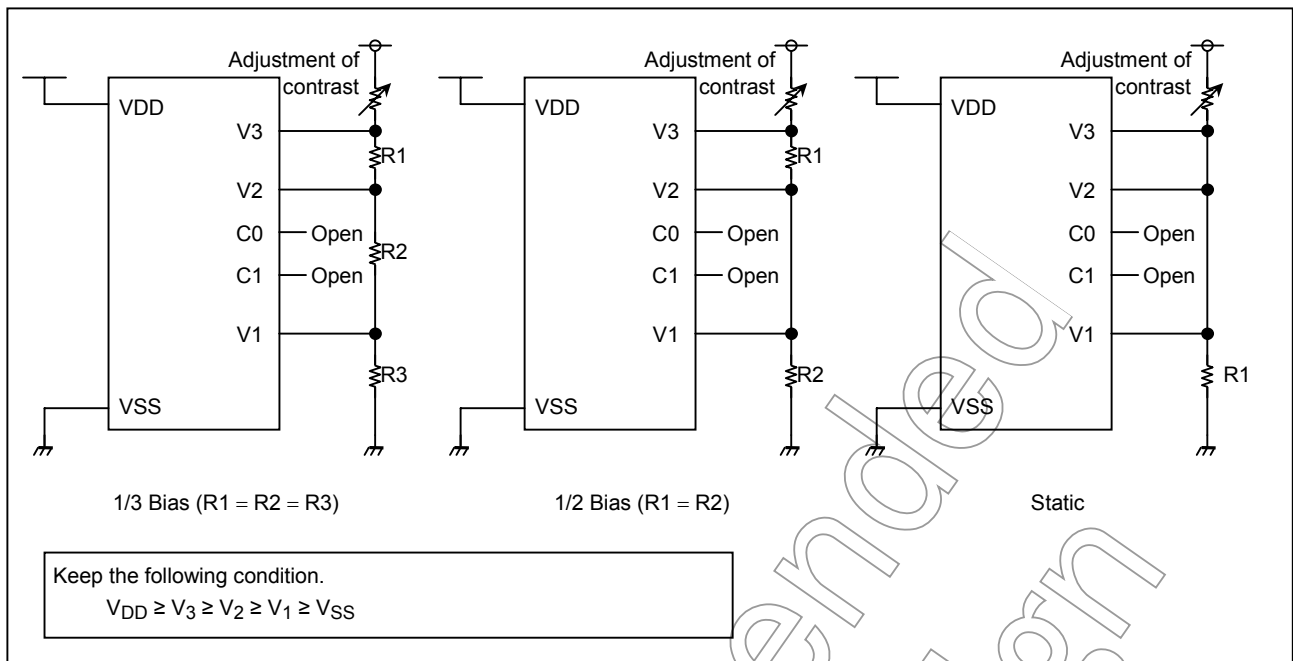 Adjustment of
contrast
VDD
V3
R1
V2
C0
Open
R2
C1
Open
V1
R3
VSS
1/3 Bias (R1 = R2 = R3)
Adjustment of
contrast
VDD
V3
R1
V2
C0
Open
C1
Open
V1
R2
VSS
1/2 Bias (R1 = R2)
Adjustment of
contrast
VDD
V3
V2
C0
Open
C1
Open
V1
R1
VSS
Static
Keep the following condition.
VDD ≥ V3 ≥ V2 ≥ V1 ≥ VSS